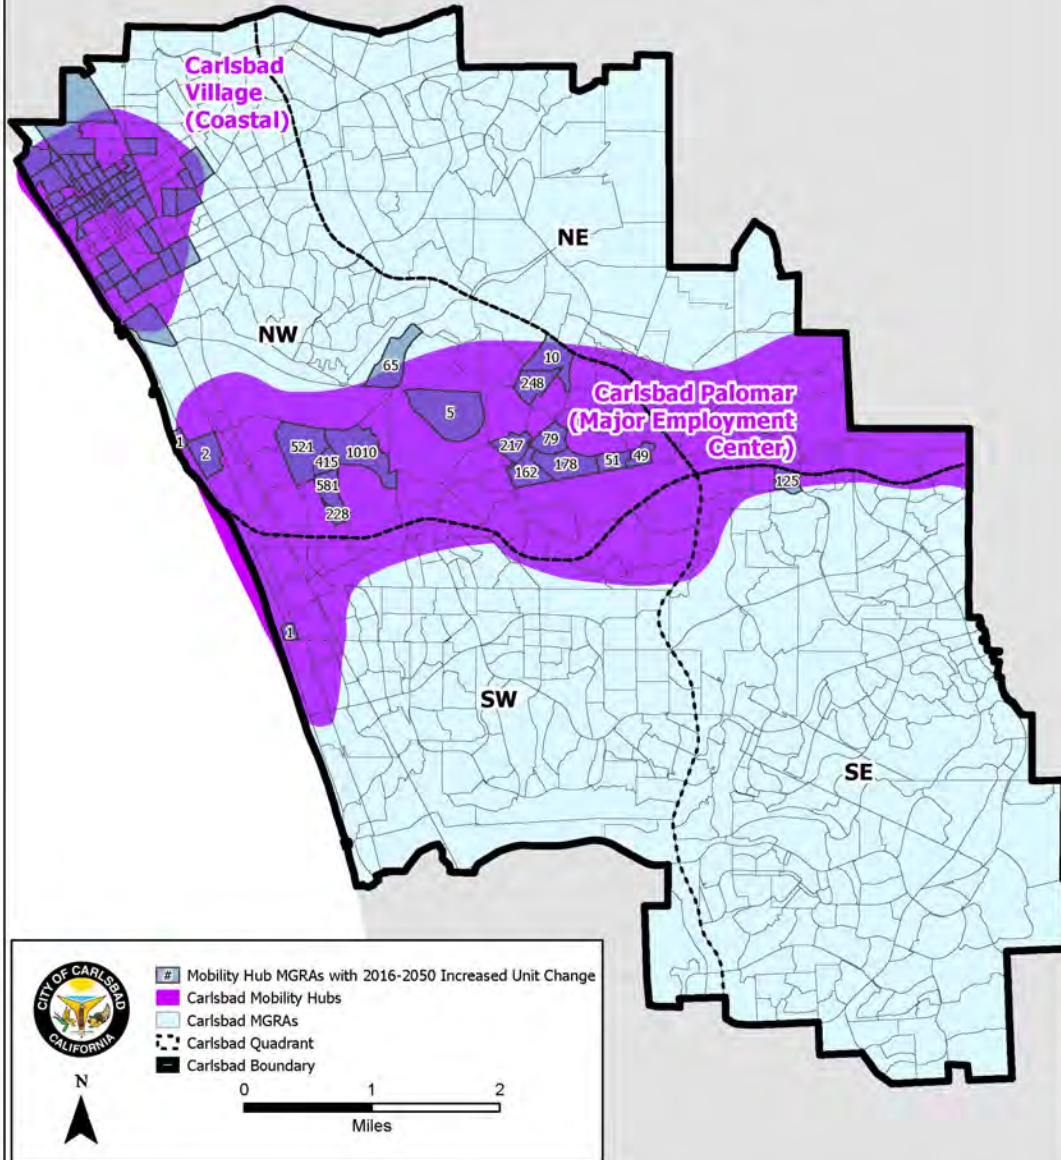 Carlsbad
Village
(Coastal)
NE
NW
65
10
248
Carlsbad Palomar
(Major Employment
Center)
5
1
2
521
415
1010
217
79
162
178
51
49
581
228
125
1
SW
SE
CITY OF CARLSBAD
CALIFORNIA
# Mobility Hub MGRAs with 2016-2050 Increased Unit Change
Carlsbad Mobility Hubs
Carlsbad MGRAs
Carlsbad Quadrant
Carlsbad Boundary
N
0 1 2
Miles